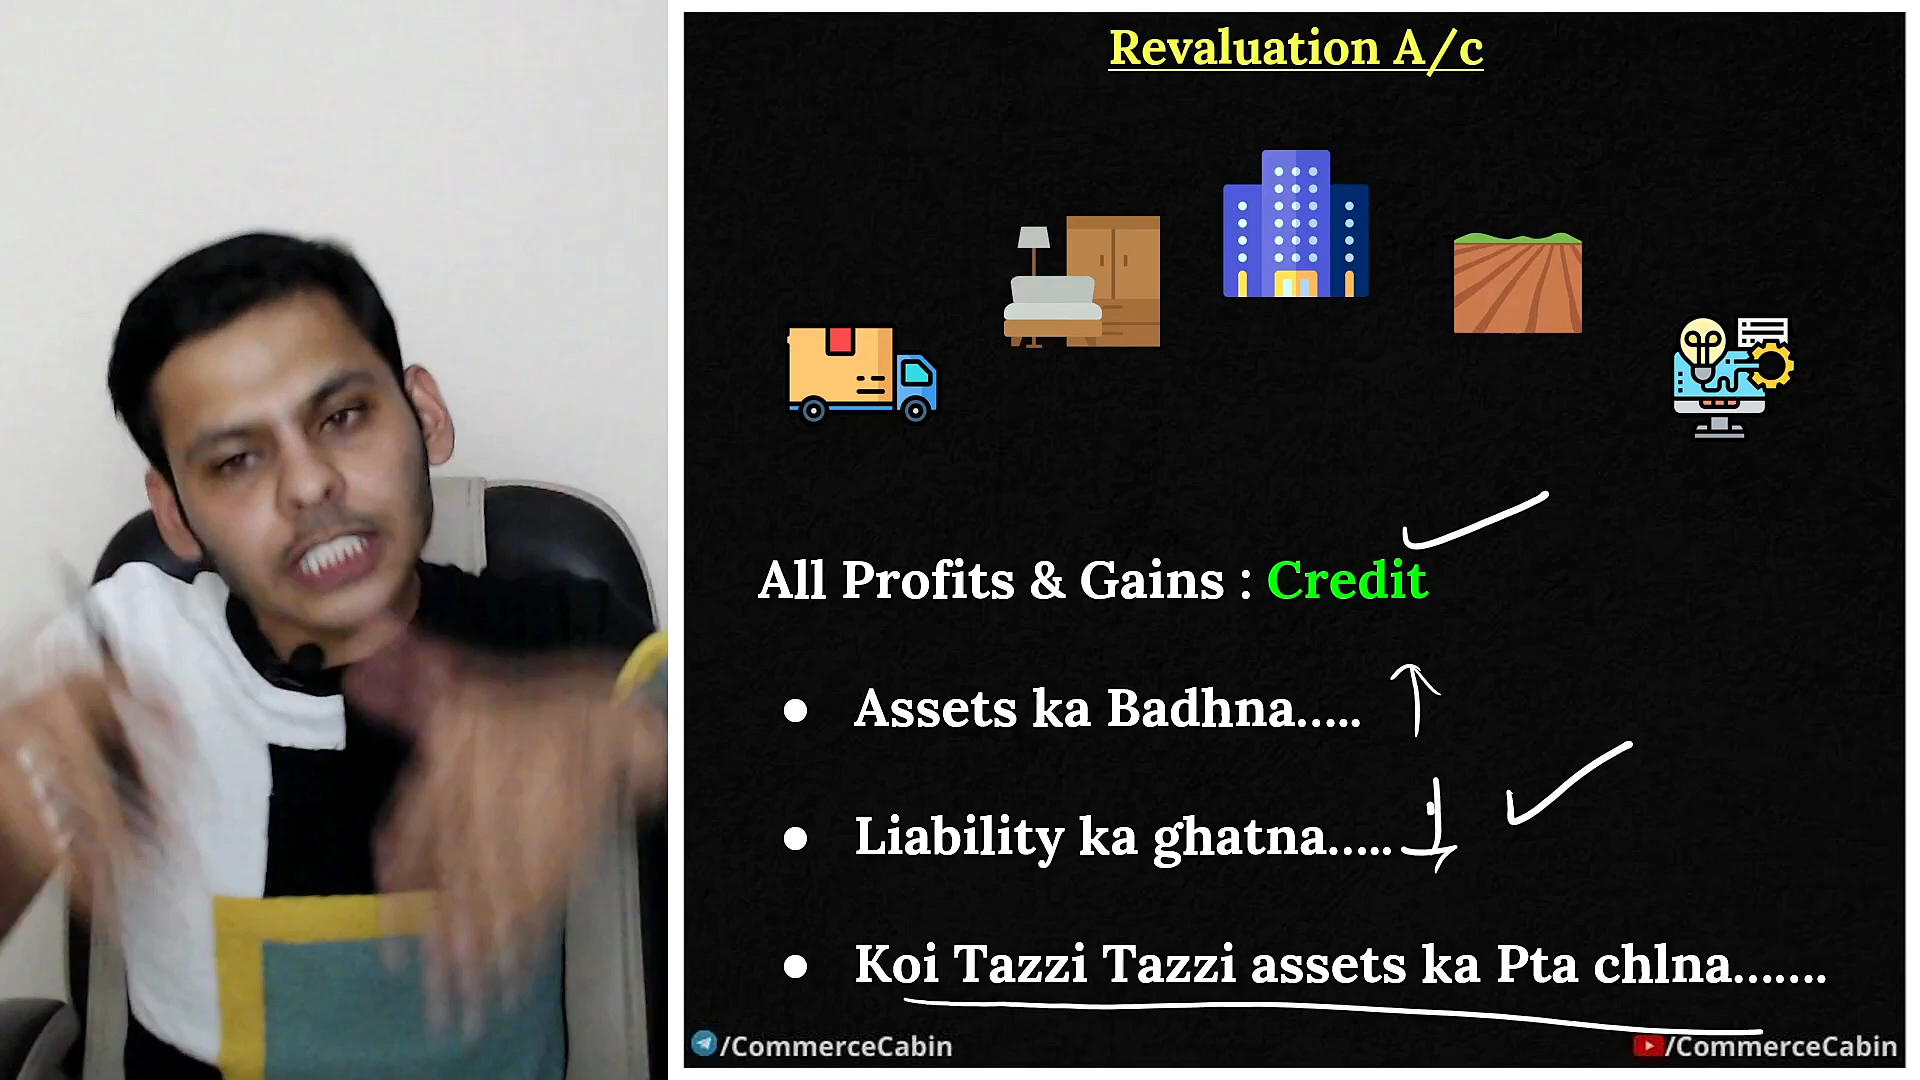 Revaluation A/c
All Profits & Gains : Credit
● Assets ka Badhna.....
● Liability ka ghatna.....
● Koi Tazzi Tazzi assets ka Pta chlna.......
/CommerceCabin
/CommerceCabin